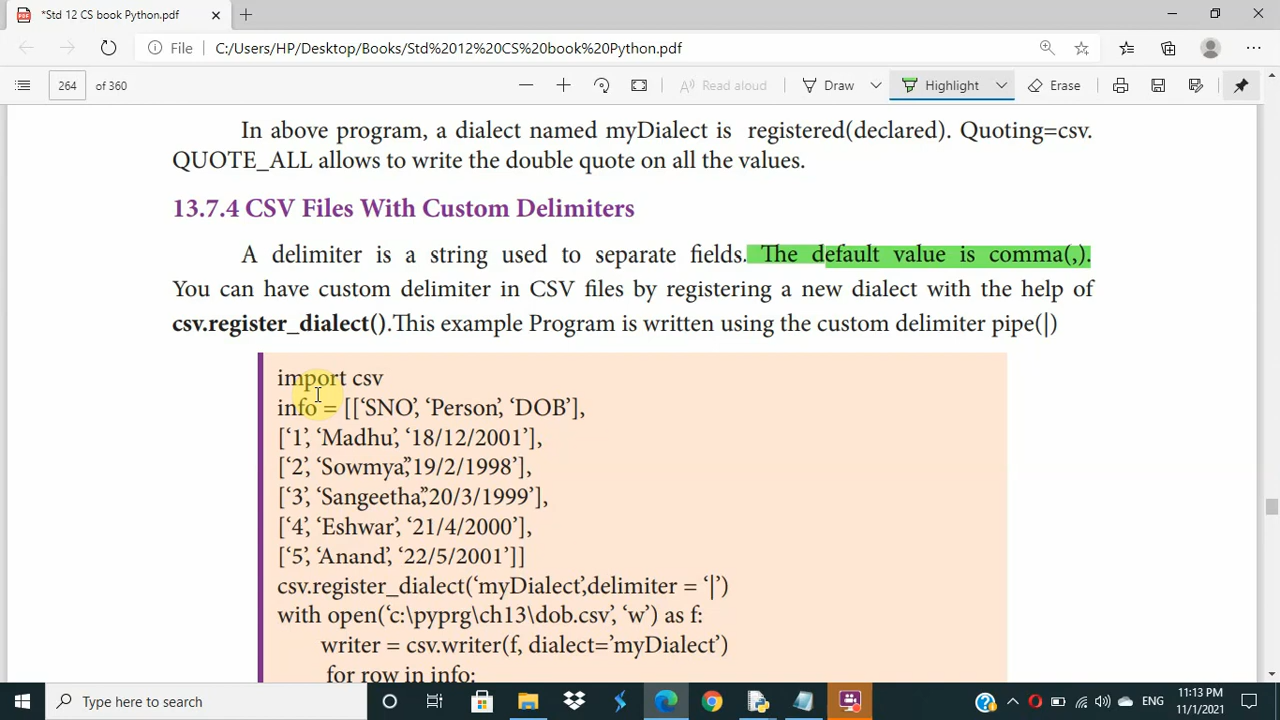 *Std 12 CS book Python.pdf
File C:/Users/HP/Desktop/Books/Std%2012%20CS%20book%20Python.pdf
264 of 360 Read aloud Draw Highlight Erase
In above program, a dialect named myDialect is registered(declared). Quoting=csv.
QUOTE_ALL allows to write the double quote on all the values.
13.7.4 CSV Files With Custom Delimiters
A delimiter is a string used to separate fields. The default value is comma(,).
You can have custom delimiter in CSV files by registering a new dialect with the help of
csv.register_dialect().This example Program is written using the custom delimiter pipe(|)
import csv
info = [[‘SNO’, ‘Person’, ‘DOB’],
[‘1’, ‘Madhu’, ‘18/12/2001’],
[‘2’, ‘Sowmya’,’19/2/1998’],
[‘3’, ‘Sangeetha’,’20/3/1999’],
[‘4’, ‘Eshwar’, ‘21/4/2000’],
[‘5’, ‘Anand’, ‘22/5/2001’]]
csv.register_dialect(‘myDialect’,delimiter = ‘|’)
with open(‘c:\pyprg\ch13\dob.csv’, ‘w’) as f:
writer = csv.writer(f, dialect=’myDialect’)
for row in info:
Type here to search
ENG
11:13 PM
11/1/2021